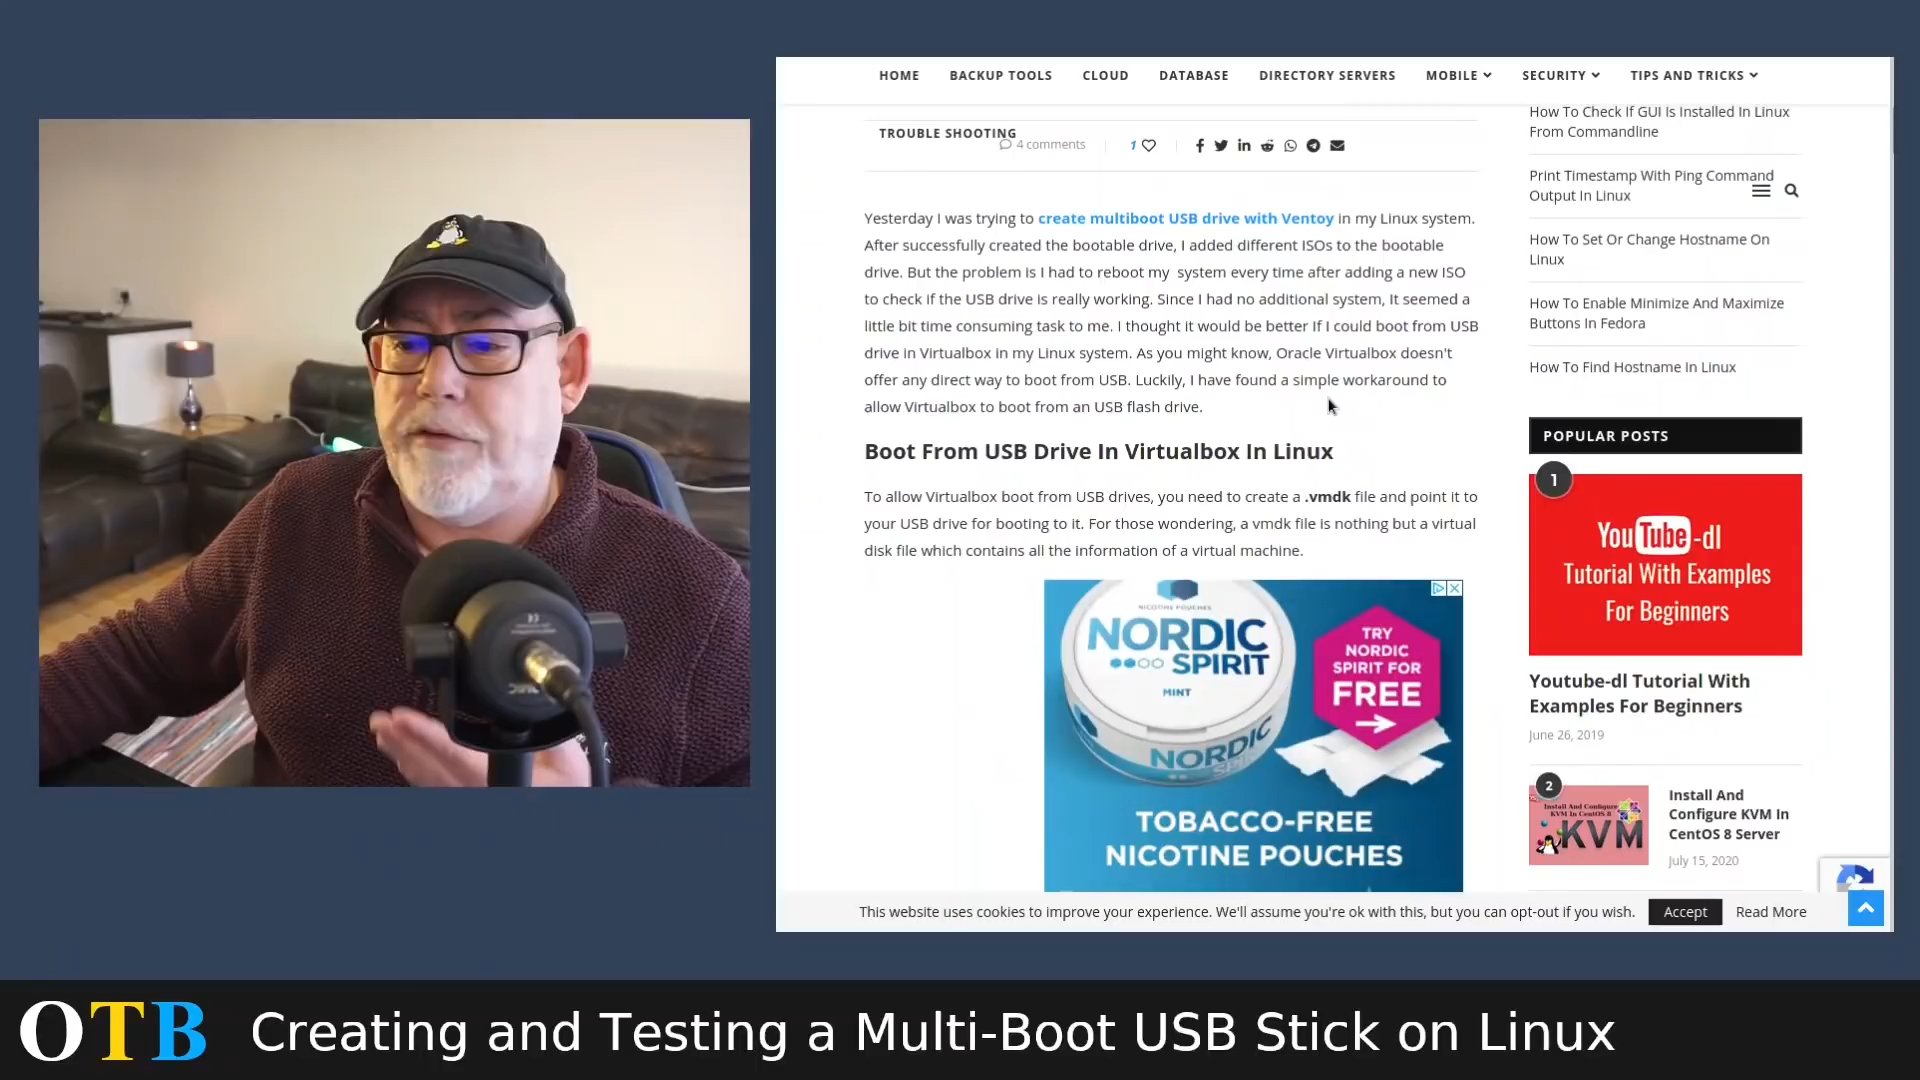 HOME BACKUP TOOLS CLOUD DATABASE DIRECTORY SERVERS MOBILE SECURITY TIPS AND TRICKS
TROUBLE SHOOTING
4 comments
1
Yesterday I was trying to create multiboot USB drive with Ventoy in my Linux system.
After successfully created the bootable drive, I added different ISOs to the bootable
drive. But the problem is I had to reboot my system every time after adding a new ISO
to check if the USB drive is really working. Since I had no additional system, It seemed a
little bit time consuming task to me. I thought it would be better If I could boot from USB
drive in Virtualbox in my Linux system. As you might know, Oracle Virtualbox doesn't
offer any direct way to boot from USB. Luckily, I have found a simple workaround to
allow Virtualbox to boot from an USB flash drive.
Boot From USB Drive In Virtualbox In Linux
To allow Virtualbox boot from USB drives, you need to create a .vmdk file and point it to
your USB drive for booting to it. For those wondering, a vmdk file is nothing but a virtual
disk file which contains all the information of a virtual machine.
NICOTINE POUCHES
NORDIC
SPIRIT
MINT
NORDIC
TRY
NORDIC
SPIRIT FOR
FREE
TOBACCO-FREE
NICOTINE POUCHES
How To Check If GUI Is Installed In Linux
From Commandline
Print Timestamp With Ping Command
Output In Linux
How To Set Or Change Hostname On
Linux
How To Enable Minimize And Maximize
Buttons In Fedora
How To Find Hostname In Linux
POPULAR POSTS
1
YouTube-dl
Tutorial With Examples
For Beginners
Youtube-dl Tutorial With
Examples For Beginners
June 26, 2019
2
Install And Configure
KVM In CentOS 8
KVM
Install And
Configure KVM In
CentOS 8 Server
July 15, 2020
This website uses cookies to improve your experience. We'll assume you're ok with this, but you can opt-out if you wish. Accept Read More
OTB Creating and Testing a Multi-Boot USB Stick on Linux